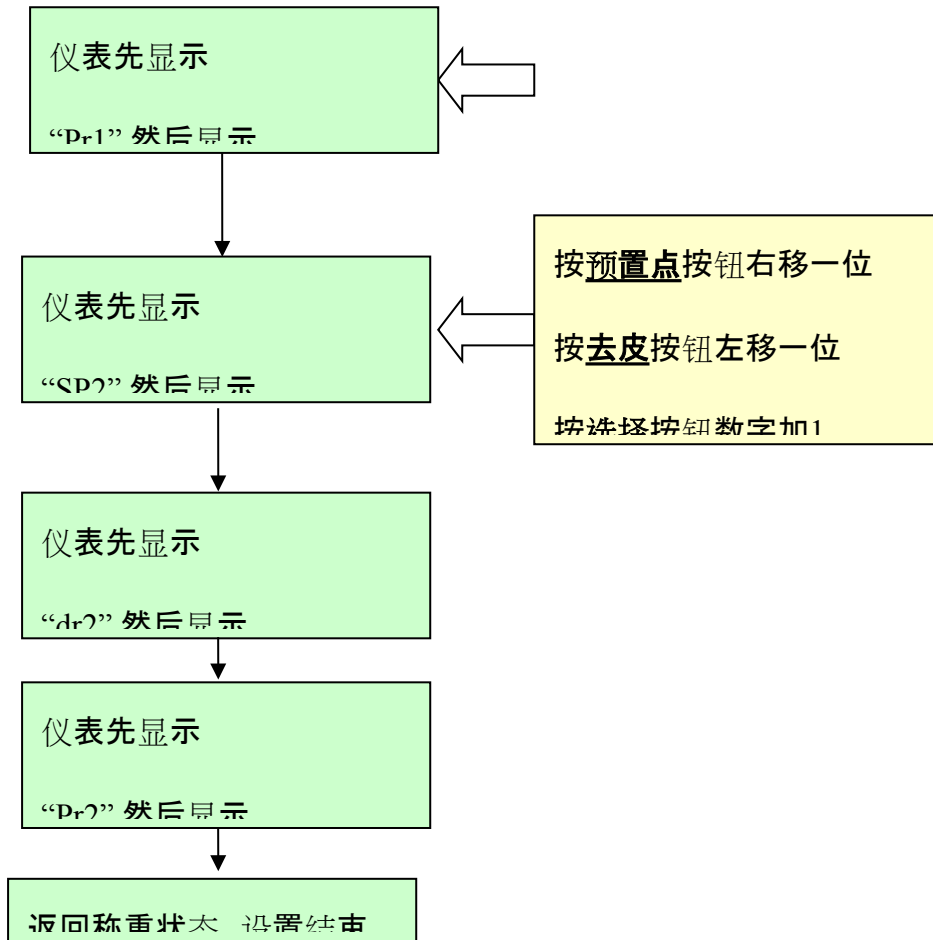 仪表先显示
“Pr1” 然后显示
仪表先显示
“SP2” 然后显示
按预置点按钮右移一位
按去皮按钮左移一位
按选择按钮数字加1
仪表先显示
“dr2” 然后显示
仪表先显示
“Pr2” 然后显示
返回称重状态 设置结束